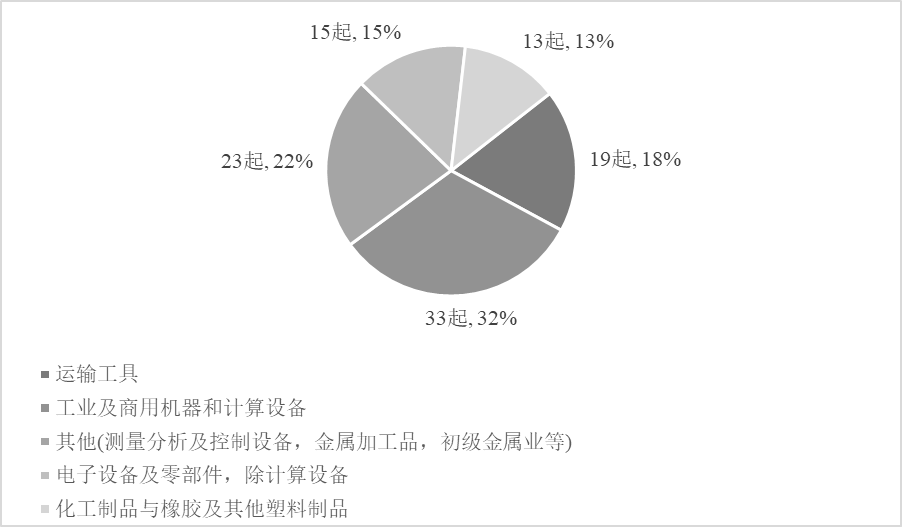 15起, 15%
13起, 13%
23起, 22%
19起, 18%
33起, 32%
运输工具
工业及商用机器和计算设备
其他(测量分析及控制设备，金属加工品，初级金属业等)
电子设备及零部件，除计算设备
化工制品与橡胶及其他塑料制品